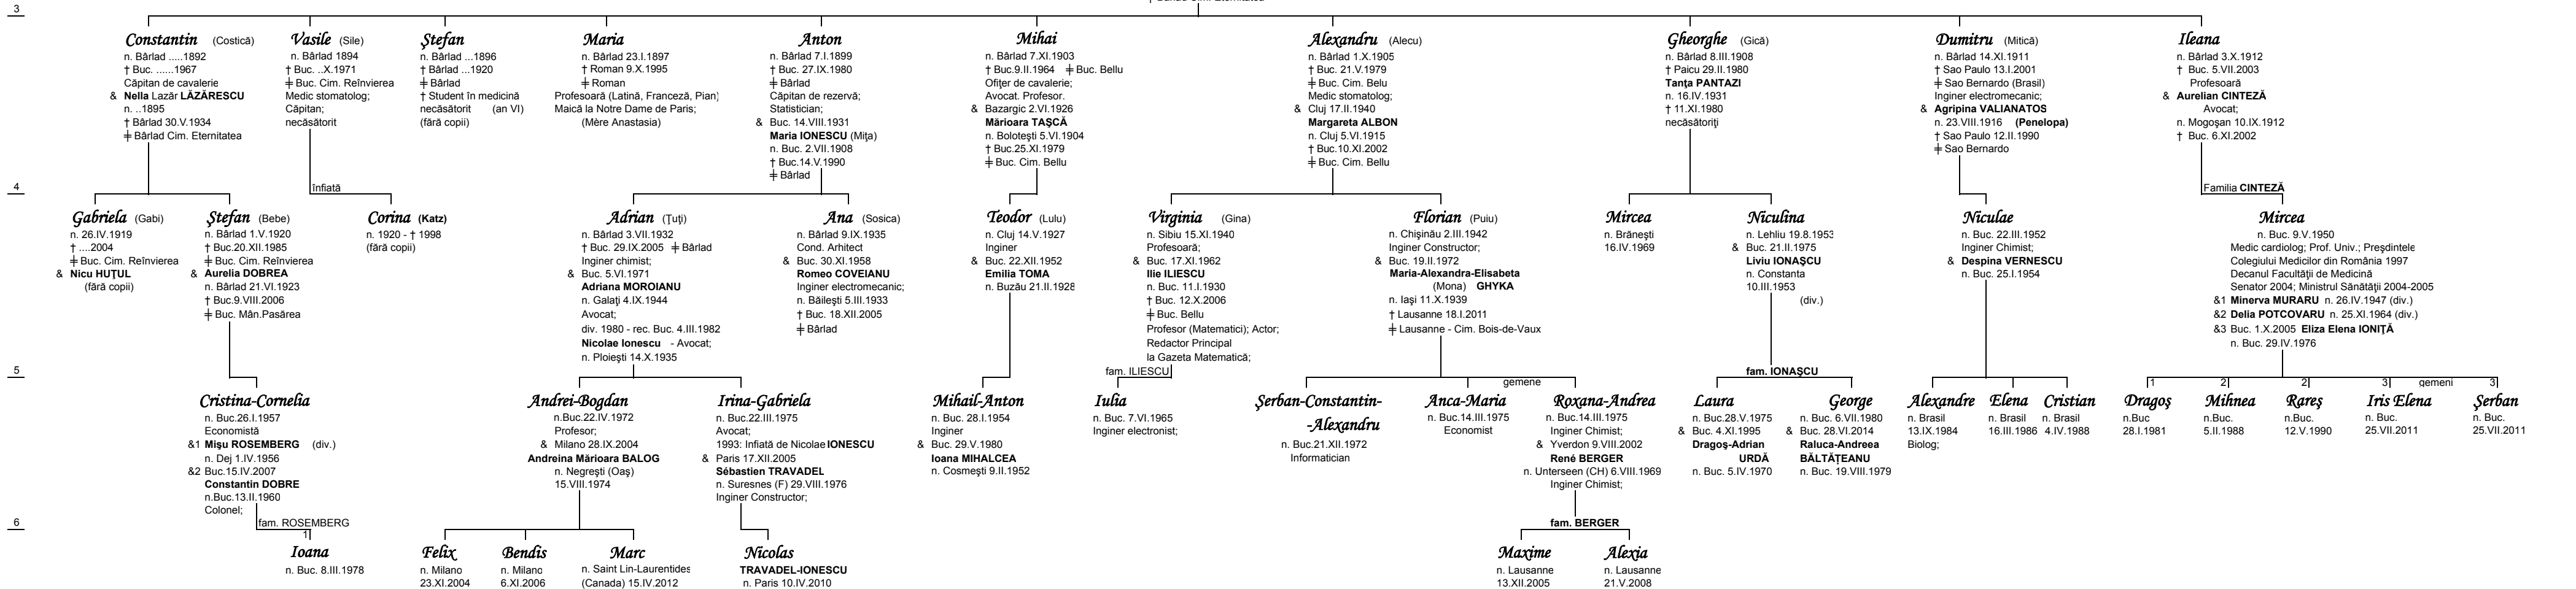 3
Constantin (Costică)
n. Bârlad .....1892
† Buc. ......1967
Căpitan de cavalerie
& Nella Lazăr LĂZĂRESCU
n. ..1895
† Bârlad 30.V.1934
╪ Bârlad Cim. Eternitatea
Vasile (Sile)
n. Bârlad 1894
† Buc. ..X.1971
╪ Buc. Cim. Reînvierea
Medic stomatolog;
Căpitan;
necăsătorit
Ștefan
n. Bârlad ...1896
† Bârlad ...1920
╪ Bârlad
† Student în medicină
necăsătorit (an VI)
(fără copii)
Maria
n. Bârlad 23.I.1897
† Roman 9.X.1995
╪ Roman
Profesoară (Latină, Franceză, Pian)
Maică la Notre Dame de Paris;
(Mère Anastasia)
Anton
n. Bârlad 7.I.1899
† Buc. 27.IX.1980
╪ Bârlad
Căpitan de rezervă;
Statistician;
& Buc. 14.VIII.1931
Maria IONESCU (Mița)
n. Buc. 2.VII.1908
† Buc.14.V.1990
╪ Bârlad
Mihai
n. Bârlad 7.XI.1903
† Buc.9.II.1964 ╪ Buc. Bellu
Ofițer de cavalerie;
Avocat. Profesor.
& Bazargic 2.VI.1926
Mărioara TAȘCĂ
n. Bolotești 5.VI.1904
† Buc.25.XI.1979
╪ Buc. Cim. Bellu
Alexandru (Alecu)
n. Bârlad 1.X.1905
† Buc. 21.V.1979
╪ Buc. Cim. Belu
Medic stomatolog;
& Cluj 17.II.1940
Margareta ALBON
n. Cluj 5.VI.1915
† Buc.10.XI.2002
╪ Buc. Cim. Bellu
Gheorghe (Gică)
n. Bârlad 8.III.1908
† Paicu 29.II.1980
Tanța PANTAZI
n. 16.IV.1931
† 11.XI.1980
necăsătoriți
Dumitru (Mitică)
n. Bârlad 14.XI.1911
† Sao Paulo 13.I.2001
╪ Sao Bernardo (Brasil)
Inginer electromecanic;
& Agripina VALIANATOS
n. 23.VIII.1916 (Penelopa)
† Sao Paulo 12.II.1990
╪ Sao Bernardo
Ileana
n. Bârlad 3.X.1912
† Buc. 5.VII.2003
Profesoară
& Aurelian CINTEZĂ
Avocat;
n. Mogoșan 10.IX.1912
† Buc. 6.XI.2002
4
înfiată
Familia CINTEZĂ
Gabriela (Gabi)
n. 26.IV.1919
† ....2004
╪ Buc. Cim. Reînvierea
& Nicu HUȚUL
(fără copii)
Ștefan (Bebe)
n. Bârlad 1.V.1920
† Buc.20.XII.1985
╪ Buc. Cim. Reînvierea
& Aurelia DOBREA
n. Bârlad 21.VI.1923
† Buc.9.VIII.2006
╪ Buc. Mân.Pasărea
Corina (Katz)
n. 1920 - † 1998
(fără copii)
Adrian (Țuți)
n. Bârlad 3.VII.1932
† Buc. 29.IX.2005 ╪ Bârlad
Inginer chimist;
& Buc. 5.VI.1971
Adriana MOROIANU
n. Galați 4.IX.1944
Avocat;
div. 1980 - rec. Buc. 4.III.1982
Nicolae Ionescu - Avocat;
n. Ploiești 14.X.1935
Ana (Sosica)
n. Bârlad 9.IX.1935
Cond. Arhitect
& Buc. 30.XI.1958
Romeo COVEIANU
Inginer electromecanic;
n. Băilești 5.III.1933
† Buc. 18.XII.2005
╪ Bârlad
Teodor (Lulu)
n. Cluj 14.V.1927
Inginer
& Buc. 22.XII.1952
Emilia TOMA
n. Buzău 21.II.1928
Virginia (Gina)
n. Sibiu 15.XI.1940
Profesoară;
& Buc. 17.XI.1962
Ilie ILIESCU
n. Buc. 11.I.1930
† Buc. 12.X.2006
╪ Buc. Bellu
Profesor (Matematici); Actor;
Redactor Principal
la Gazeta Matematică;
Florian (Puiu)
n. Chișinău 2.III.1942
Inginer Constructor;
& Buc. 19.II.1972
Maria-Alexandra-Elisabeta
(Mona) GHYKA
n. Iași 11.X.1939
† Lausanne 18.I.2011
╪ Lausanne - Cim. Bois-de-Vaux
Mircea
n. Brănești
16.IV.1969
Niculina
n. Lehliu 19.8.1953
& Buc. 21.II.1975
Liviu IONAȘCU
n. Constanta
10.III.1953
(div.)
Niculae
n. Buc. 22.III.1952
Inginer Chimist;
& Despina VERNESCU
n. Buc. 25.I.1954
Mircea
n. Buc. 9.V.1950
Medic cardiolog; Prof. Univ.; Președintele
Colegiului Medicilor din România 1997
Decanul Facultății de Medicină
Senator 2004; Ministrul Sănătății 2004-2005
&1 Minerva MURARU n. 26.IV.1947 (div.)
&2 Delia POTCOVARU n. 25.XI.1964 (div.)
&3 Buc. 1.X.2005 Eliza Elena IONIȚĂ
n. Buc. 29.IV.1976
5
fam. ILIESCU
gemene
fam. IONAȘCU
1 2 2 3 gemeni 3
Cristina-Cornelia
n. Buc.26.I.1957
Economistă
&1 Mișu ROSEMBERG (div.)
n. Dej 1.IV.1956
&2 Buc.15.IV.2007
Constantin DOBRE
n.Buc.13.II.1960
Colonel;
Andrei-Bogdan
n.Buc.22.IV.1972
Profesor;
& Milano 28.IX.2004
Andreina Mărioara BALOG
n. Negrești (Oaș)
15.VIII.1974
Irina-Gabriela
n. Buc.22.III.1975
Avocat;
1993: Infiată de Nicolae IONESCU
& Paris 17.XII.2005
Sébastien TRAVADEL
n. Suresnes (F) 29.VIII.1976
Inginer Constructor;
Mihail-Anton
n. Buc. 28.I.1954
Inginer
& Buc. 29.V.1980
Ioana MIHALCEA
n. Cosmești 9.II.1952
Iulia
n. Buc. 7.VI.1965
Inginer electronist;
Șerban-Constantin-
-Alexandru
n. Buc.21.XII.1972
Informatician
Anca-Maria
n. Buc.14.III.1975
Economist
Roxana-Andrea
n. Buc.14.III.1975
Inginer Chimist;
& Yverdon 9.VIII.2002
René BERGER
n. Unterseen (CH) 6.VIII.1969
Inginer Chimist;
Laura
n. Buc.28.V.1975
& Buc. 4.XI.1995
Dragoș-Adrian
URDĂ
n. Buc. 5.IV.1970
George
n. Buc. 6.VII.1980
& Buc. 28.VI.2014
Raluca-Andreea
BĂLTĂȚEANU
n. Buc. 19.VIII.1979
Alexandre
n. Brasil
13.IX.1984
Biolog;
Elena
n. Brasil
16.III.1986
Cristian
n. Brasil
4.IV.1988
Dragoș
n.Buc
28.I.1981
Mihnea
n.Buc.
5.II.1988
Rareș
n.Buc.
12.V.1990
Iris Elena
n. Buc.
25.VII.2011
Șerban
n. Buc.
25.VII.2011
6
fam. ROSEMBERG
1
fam. BERGER
Ioana
n. Buc. 8.III.1978
Felix
n. Milano
23.XI.2004
Bendis
n. Milano
6.XI.2006
Marc
n. Saint Lin-Laurentides
(Canada) 15.IV.2012
Nicolas
TRAVADEL-IONESCU
n. Paris 10.IV.2010
Maxime
n. Lausanne
13.XII.2005
Alexia
n. Lausanne
21.V.2008